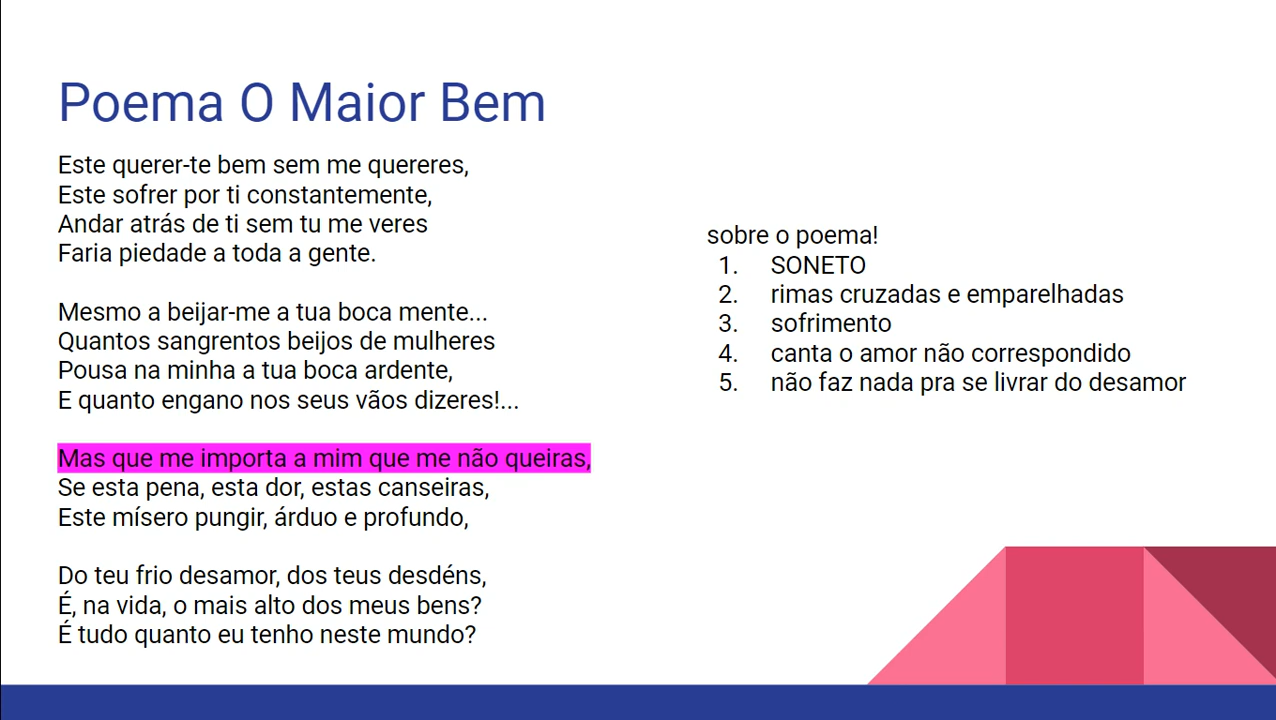 Poema O Maior Bem
Este querer-te bem sem me quereres,
Este sofrer por ti constantemente,
Andar atrás de ti sem tu me veres
Faria piedade a toda a gente.
Mesmo a beijar-me a tua boca mente...
Quantos sangrentos beijos de mulheres
Pousa na minha a tua boca ardente,
E quanto engano nos seus vãos dizeres!...
Mas que me importa a mim que me não queiras,
Se esta pena, esta dor, estas canseiras,
Este mísero pungir, árduo e profundo,
Do teu frio desamor, dos teus desdéns,
É, na vida, o mais alto dos meus bens?
É tudo quanto eu tenho neste mundo?
sobre o poema!
1. SONETO
2. rimas cruzadas e emparelhadas
3. sofrimento
4. canta o amor não correspondido
5. não faz nada pra se livrar do desamor